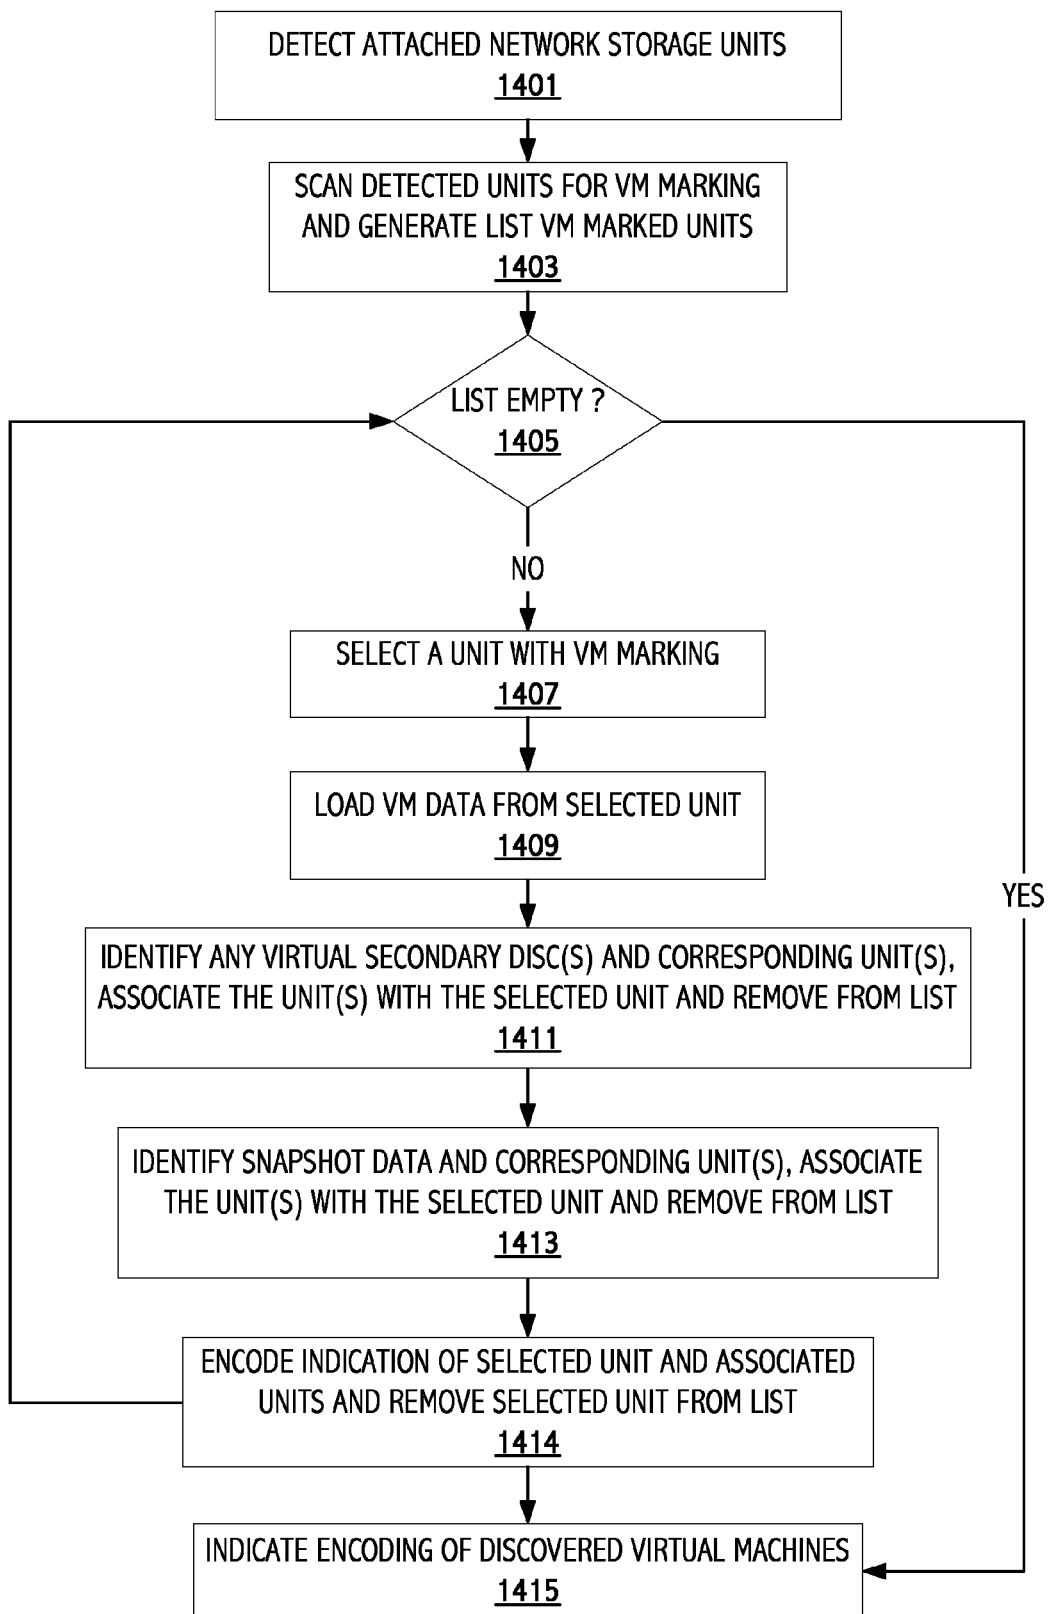 DETECT ATTACHED NETWORK STORAGE UNITS
1401
SCAN DETECTED UNITS FOR VM MARKING
AND GENERATE LIST VM MARKED UNITS
1403
LIST EMPTY ?
1405
NO
SELECT A UNIT WITH VM MARKING
1407
LOAD VM DATA FROM SELECTED UNIT
1409
YES
IDENTIFY ANY VIRTUAL SECONDARY DISC(S) AND CORRESPONDING UNIT(S),
ASSOCIATE THE UNIT(S) WITH THE SELECTED UNIT AND REMOVE FROM LIST
1411
IDENTIFY SNAPSHOT DATA AND CORRESPONDING UNIT(S), ASSOCIATE
THE UNIT(S) WITH THE SELECTED UNIT AND REMOVE FROM LIST
1413
ENCODE INDICATION OF SELECTED UNIT AND ASSOCIATED
UNITS AND REMOVE SELECTED UNIT FROM LIST
1414
INDICATE ENCODING OF DISCOVERED VIRTUAL MACHINES
1415